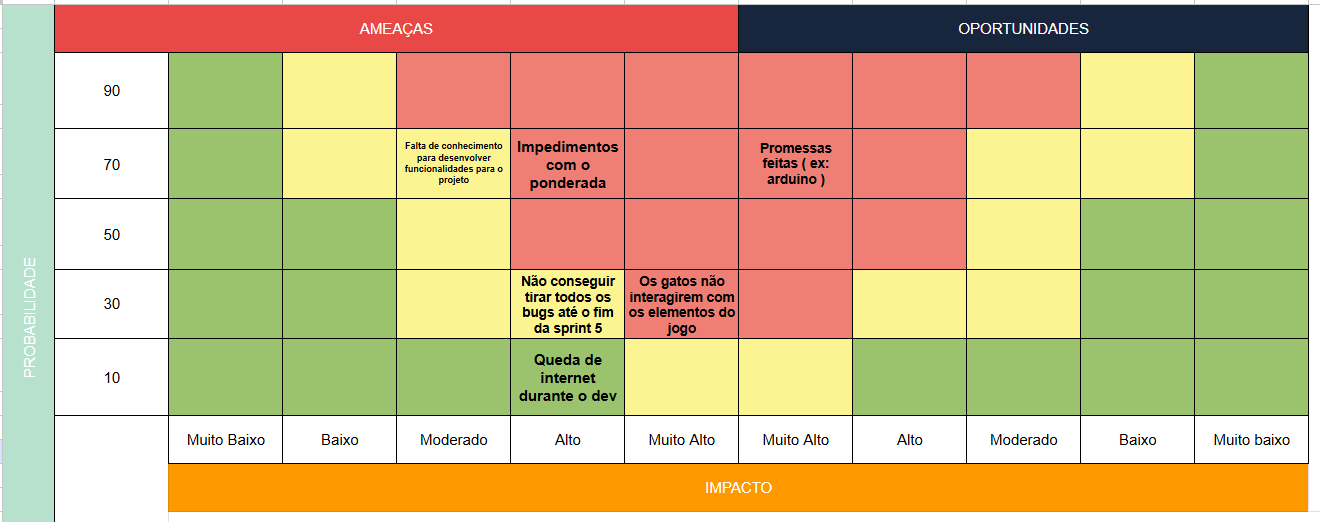 AMEAÇAS
OPORTUNIDADES
PROBABILIDADE
90
70
Falta de conhecimento
para desenvolver
funcionalidades para o
projeto
Impedimentos
com o
ponderada
Promessas
feitas ( ex:
arduino )
50
30
Não conseguir
tirar todos os
bugs até o fim
da sprint 5
Os gatos não
interagirem com
os elementos do
jogo
10
Queda de
internet
durante o dev
Muito Baixo
Baixo
Moderado
Alto
Muito Alto
Muito Alto
Alto
Moderado
Baixo
Muito baixo
IMPACTO